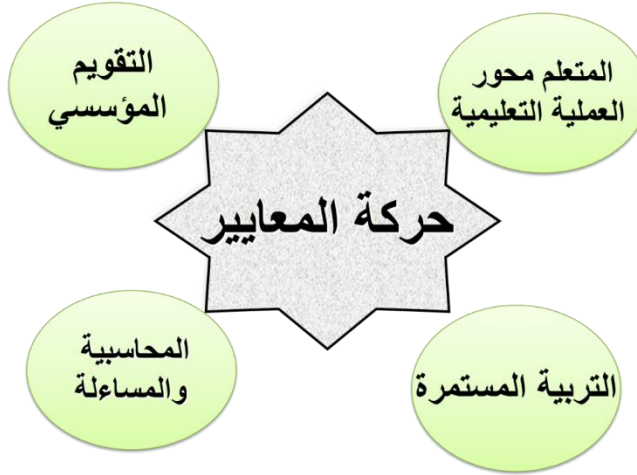 المتعلم محور
العملية التعليمية
التقويم
المؤسسي
حركة المعايير
التربية المستمرة
المحاسبية
والمساءلة